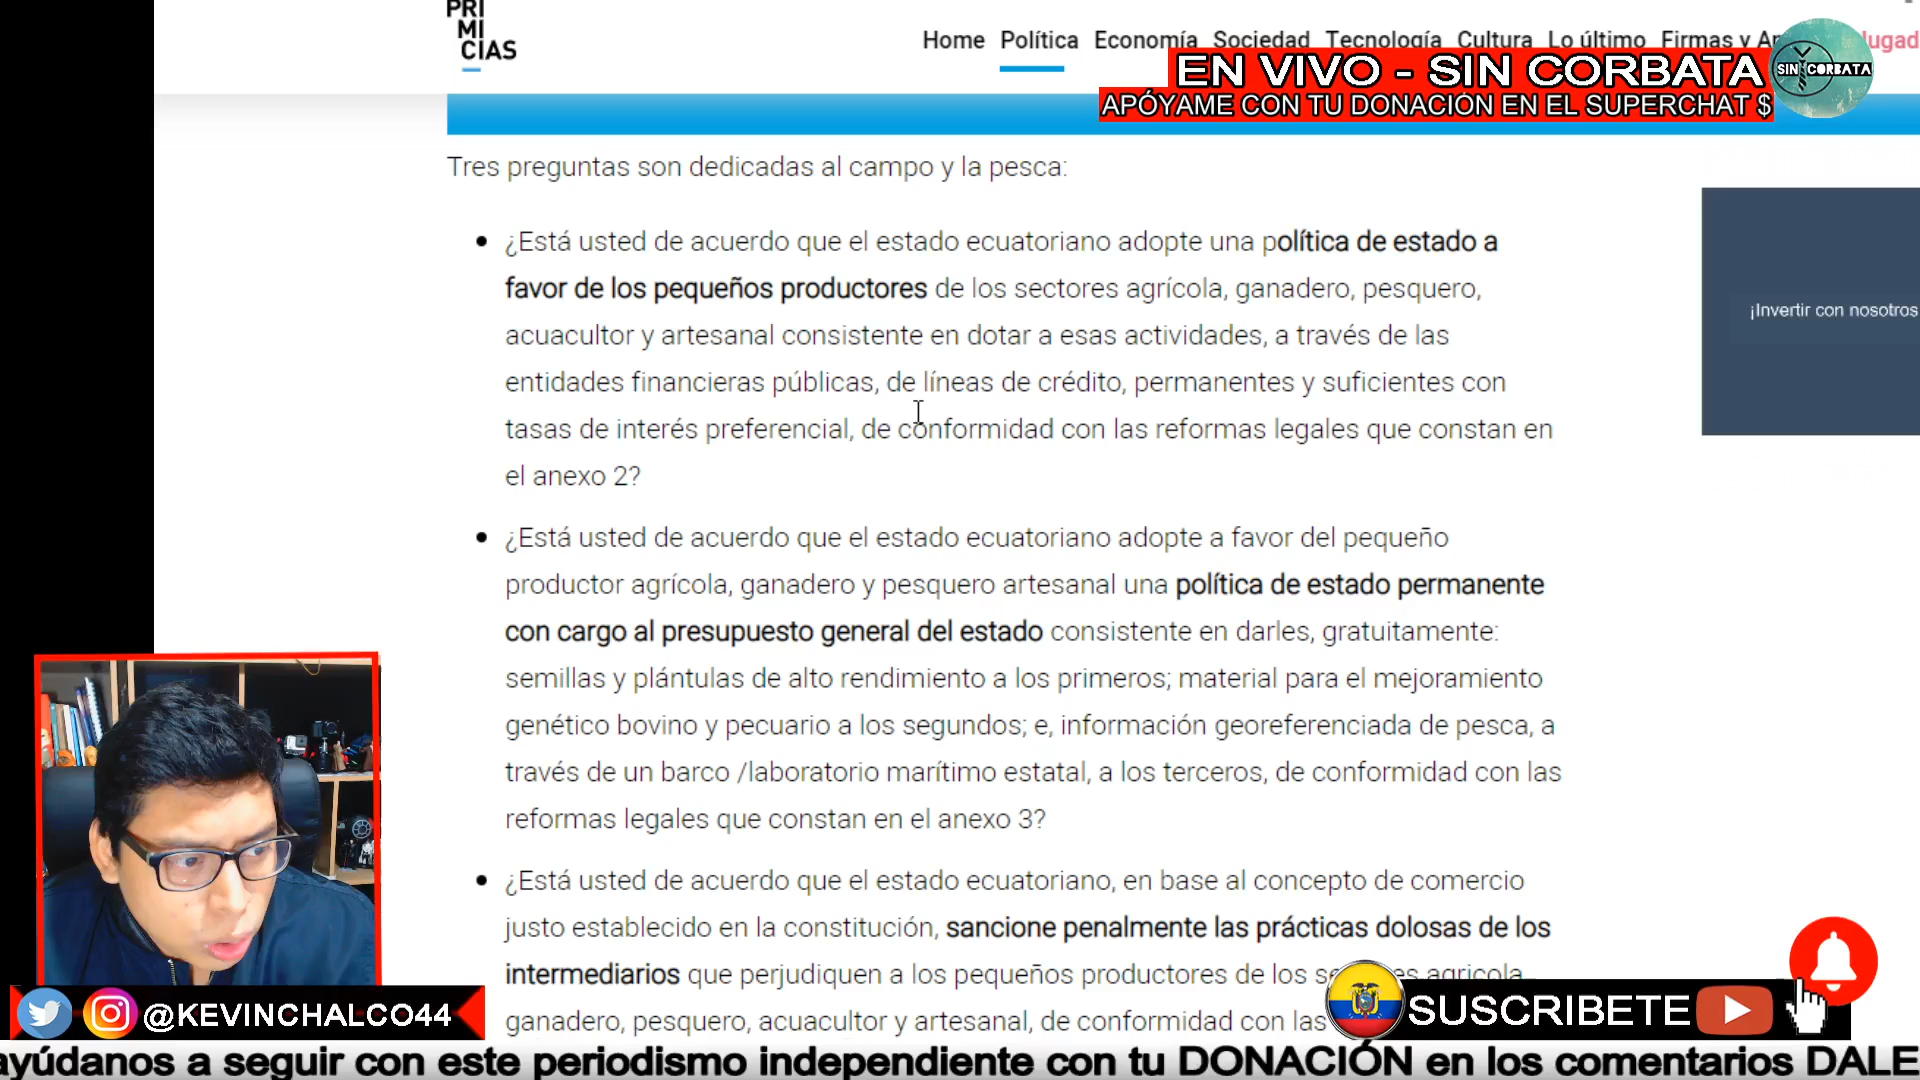 PRI
MI
CIAS
Home Política Economía Sociedad Tecnología Cultura Lo último Firmas y
EN VIVO - SIN CORBATA
SIN CORBATA
APÓYAME CON TU DONACIÓN EN EL SUPERCHAT $
Tres preguntas son dedicadas al campo y la pesca:
¿Está usted de acuerdo que el estado ecuatoriano adopte una política de estado a
favor de los pequeños productores de los sectores agrícola, ganadero, pesquero,
¡Invertir con nosotros
acuacultor y artesanal consistente en dotar a esas actividades, a través de las
entidades financieras públicas, de líneas de crédito, permanentes y suficientes con
tasas de interés preferencial, de conformidad con las reformas legales que constan en
el anexo 2?
¿Está usted de acuerdo que el estado ecuatoriano adopte a favor del pequeño
productor agrícola, ganadero y pesquero artesanal una política de estado permanente
con cargo al presupuesto general del estado consistente en darles, gratuitamente:
semillas y plántulas de alto rendimiento a los primeros; material para el mejoramiento
genético bovino y pecuario a los segundos; e, información georeferenciada de pesca, a
través de un barco /laboratorio marítimo estatal, a los terceros, de conformidad con las
reformas legales que constan en el anexo 3?
¿Está usted de acuerdo que el estado ecuatoriano, en base al concepto de comercio
justo establecido en la constitución, sancione penalmente las prácticas dolosas de los
intermediarios que perjudiquen a los pequeños productores de los agricola
ganadero, pesquero, acuacultor y artesanal, de conformidad con las
@KEVINCHALCO44
SUSCRIBETE
ayúdanos a seguir con este periodismo independiente con tu DONACIÓN en los comentarios DALE